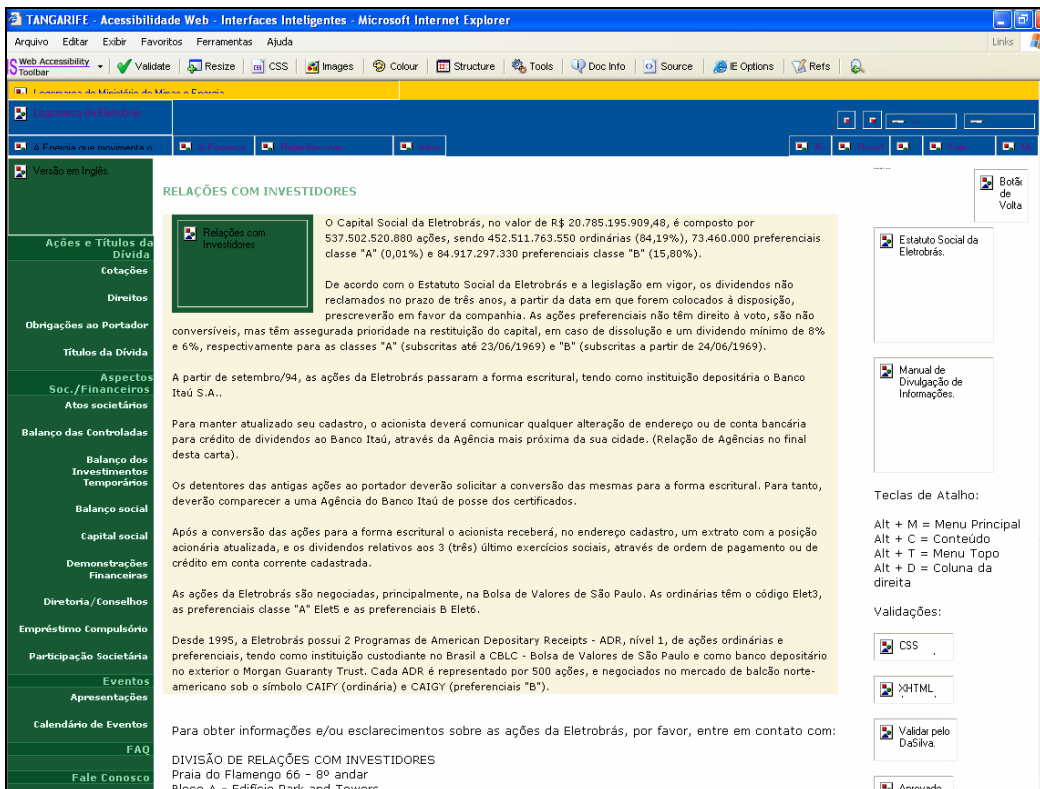 TANGARIFE - Acessibilidade Web - Interfaces Inteligentes - Microsoft Internet Explorer
Arquivo Editar Exibir Favoritos Ferramentas Ajuda
Links
Web Accessibility Toolbar
Validate Resize CSS Images Colour Structure Tools Doc Info Source IE Options Refs
Logomarca do Ministério de Minas e Energia
Logomarca da Eletrobrás
A Energia que movimenta o
A Eletrobrás
Relações com
Versão em Inglês.
Ações e Títulos da
Dívida
Cotações
Direitos
Obrigações ao Portador
Títulos da Dívida
Aspectos
Soc./Financeiros
Atos societários
Balanço das Controladas
Balanço dos
Investimentos
Temporários
Balanço social
Capital social
Demonstrações
Financeiras
Diretoria/Conselhos
Empréstimo Compulsório
Participação Societária
Eventos
Apresentações
Calendário de Eventos
FAQ
Fale Conosco
RELAÇÕES COM INVESTIDORES
Relações com
Investidores
O Capital Social da Eletrobrás, no valor de R$ 20.785.195.909,48, é composto por
537.502.520.880 ações, sendo 452.511.763.550 ordinárias (84,19%), 73.460.000 preferenciais
classe "A" (0,01%) e 84.917.297.330 preferenciais classe "B" (15,80%).
De acordo com o Estatuto Social da Eletrobrás e a legislação em vigor, os dividendos não
reclamados no prazo de três anos, a partir da data em que forem colocados à disposição,
prescreverão em favor da companhia. As ações preferenciais não têm direito à voto, são não
conversíveis, mas têm assegurada prioridade na restituição do capital, em caso de dissolução e um dividendo mínimo de 8%
e 6%, respectivamente para as classes "A" (subscritas até 23/06/1969) e "B" (subscritas a partir de 24/06/1969).
A partir de setembro/94, as ações da Eletrobrás passaram a forma escritural, tendo como instituição depositária o Banco
Itaú S.A..
Para manter atualizado seu cadastro, o acionista deverá comunicar qualquer alteração de endereço ou de conta bancária
para crédito de dividendos ao Banco Itaú, através da Agência mais próxima da sua cidade. (Relação de Agências no final
desta carta).
Os detentores das antigas ações ao portador deverão solicitar a conversão das mesmas para a forma escritural. Para tanto,
deverão comparecer a uma Agência do Banco Itaú de posse dos certificados.
Após a conversão das ações para a forma escritural o acionista receberá, no endereço cadastro, um extrato com a posição
acionária atualizada, e os dividendos relativos aos 3 (três) último exercícios sociais, através de ordem de pagamento ou de
crédito em conta corrente cadastrada.
As ações da Eletrobrás são negociadas, principalmente, na Bolsa de Valores de São Paulo. As ordinárias têm o código Elet3,
as preferenciais classe "A" Elet5 e as preferenciais B Elet6.
Desde 1995, a Eletrobrás possui 2 Programas de American Depositary Receipts - ADR, nível 1, de ações ordinárias e
preferenciais, tendo como instituição custodiante no Brasil a CBLC - Bolsa de Valores de São Paulo e como banco depositário
no exterior o Morgan Guaranty Trust. Cada ADR é representado por 500 ações, e negociados no mercado de balcão norte-
americano sob o símbolo CAIFY (ordinária) e CAIGY (preferenciais "B").
Para obter informações e/ou esclarecimentos sobre as ações da Eletrobrás, por favor, entre em contato com:
DIVISÃO DE RELAÇÕES COM INVESTIDORES
Praia do Flamengo 66 - 8º andar
Bloco A - Edifício Park and Towers
Botão
de
Volta
Estatuto Social da
Eletrobrás.
Manual de
Divulgação de
Informações.
Teclas de Atalho:
Alt + M = Menu Principal
Alt + C = Conteúdo
Alt + T = Menu Topo
Alt + D = Coluna da
direita
Validações:
CSS
XHTML
Validar pelo
DaSilva.
Aprovado